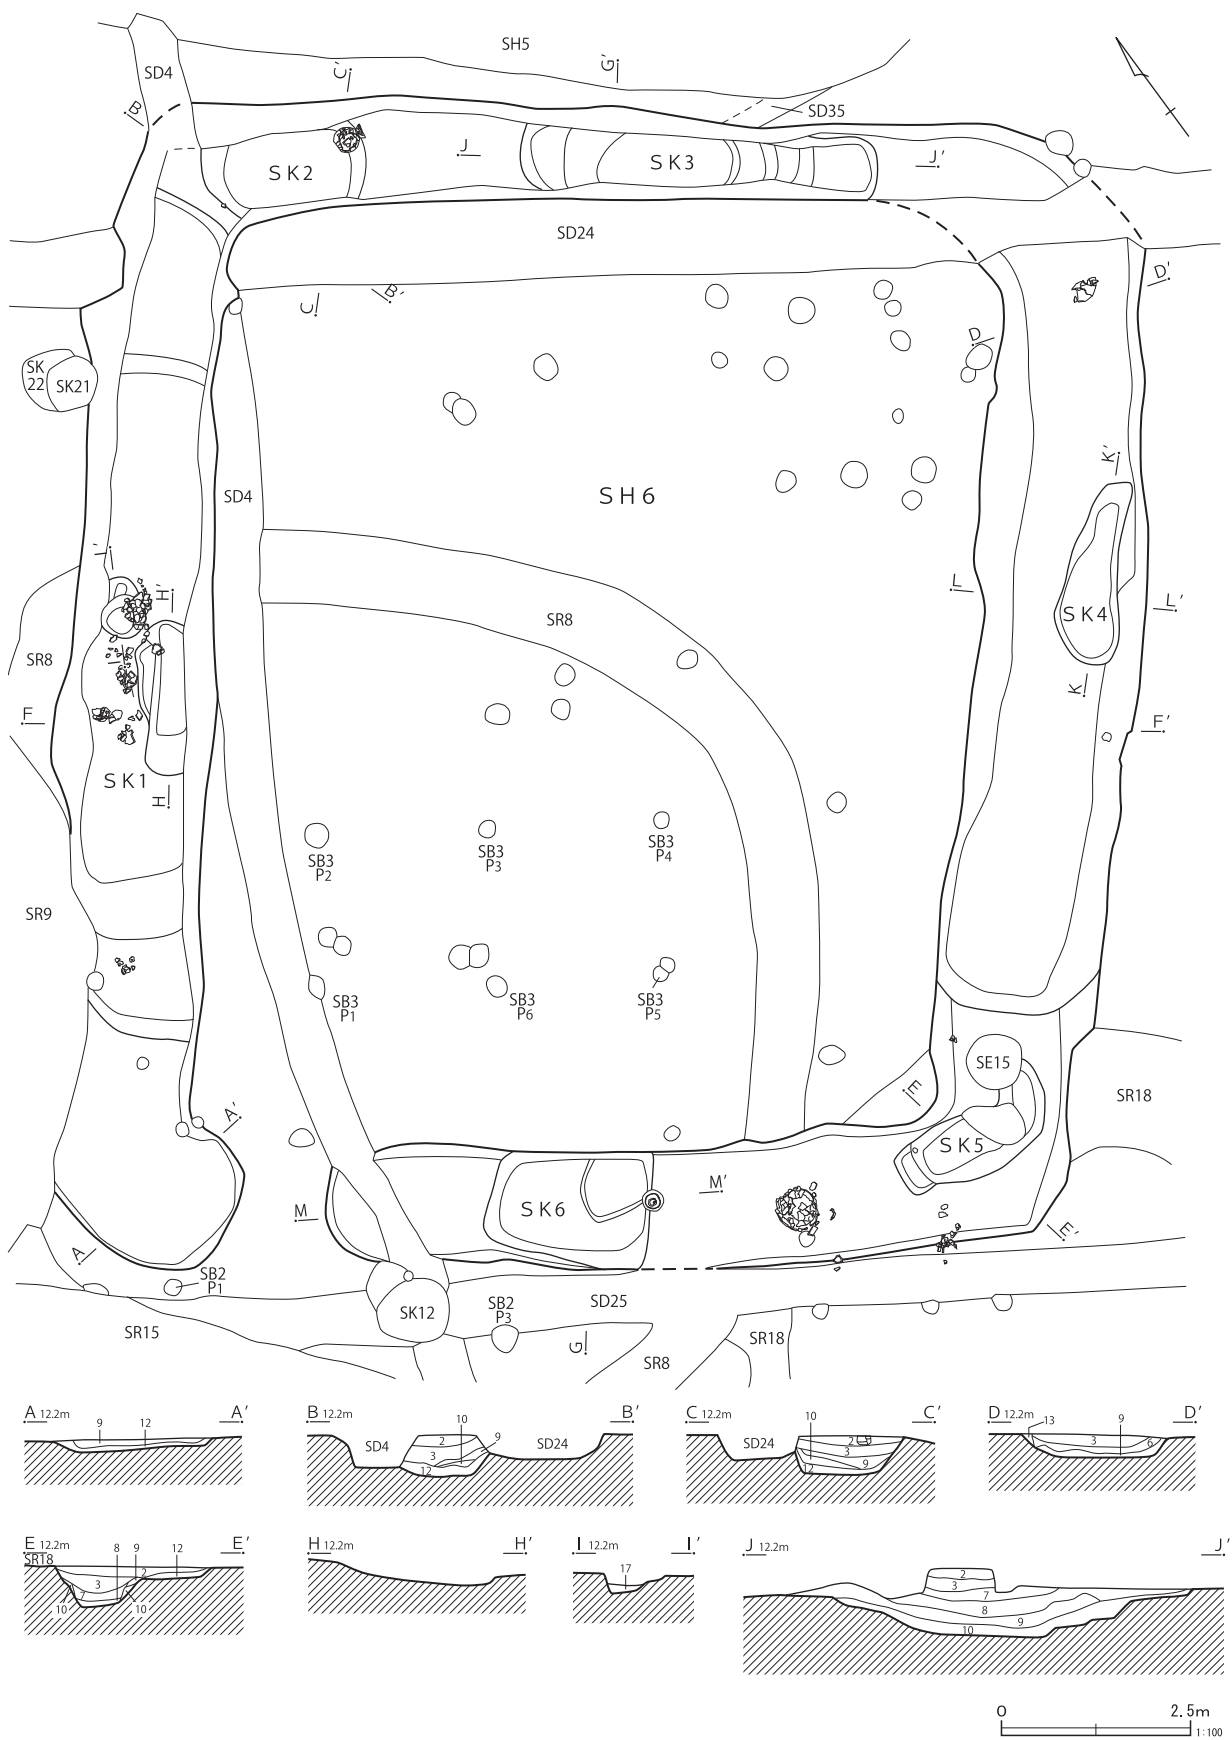 SH5
SD4
C'
G'
B
SD35
SK2
J
SK3
J'
SD24
C
B'
D'
D
SK
22
SK21
SH6
SD4
K'
I'
H'
L
SR8
SK4
L'
SR8
I
K
F
F'
SK1
H
SB3
P2
SB3
P3
SB3
P4
SR9
SB3
P1
SB3
P6
SB3
P5
SE15
E
SR18
A'
SK5
M'
SK6
M
A
E'
SB2
P1
SK12
SB2
P3
SD25
SR15
G
SR8
SR18
A 12.2m A'
9 12
B 12.2m B'
10
SD4 2 9 SD24
3
12
C 12.2m C'
10
SD24 2
3
12 9
D 12.2m D'
13 9
3 6
E 12.2m E'
SR18 8 9 12
2
3
7
10 10
H 12.2m H'
I 12.2m I'
17
J 12.2m J'
2
3
7
8
9
10
0 2.5m
1:100